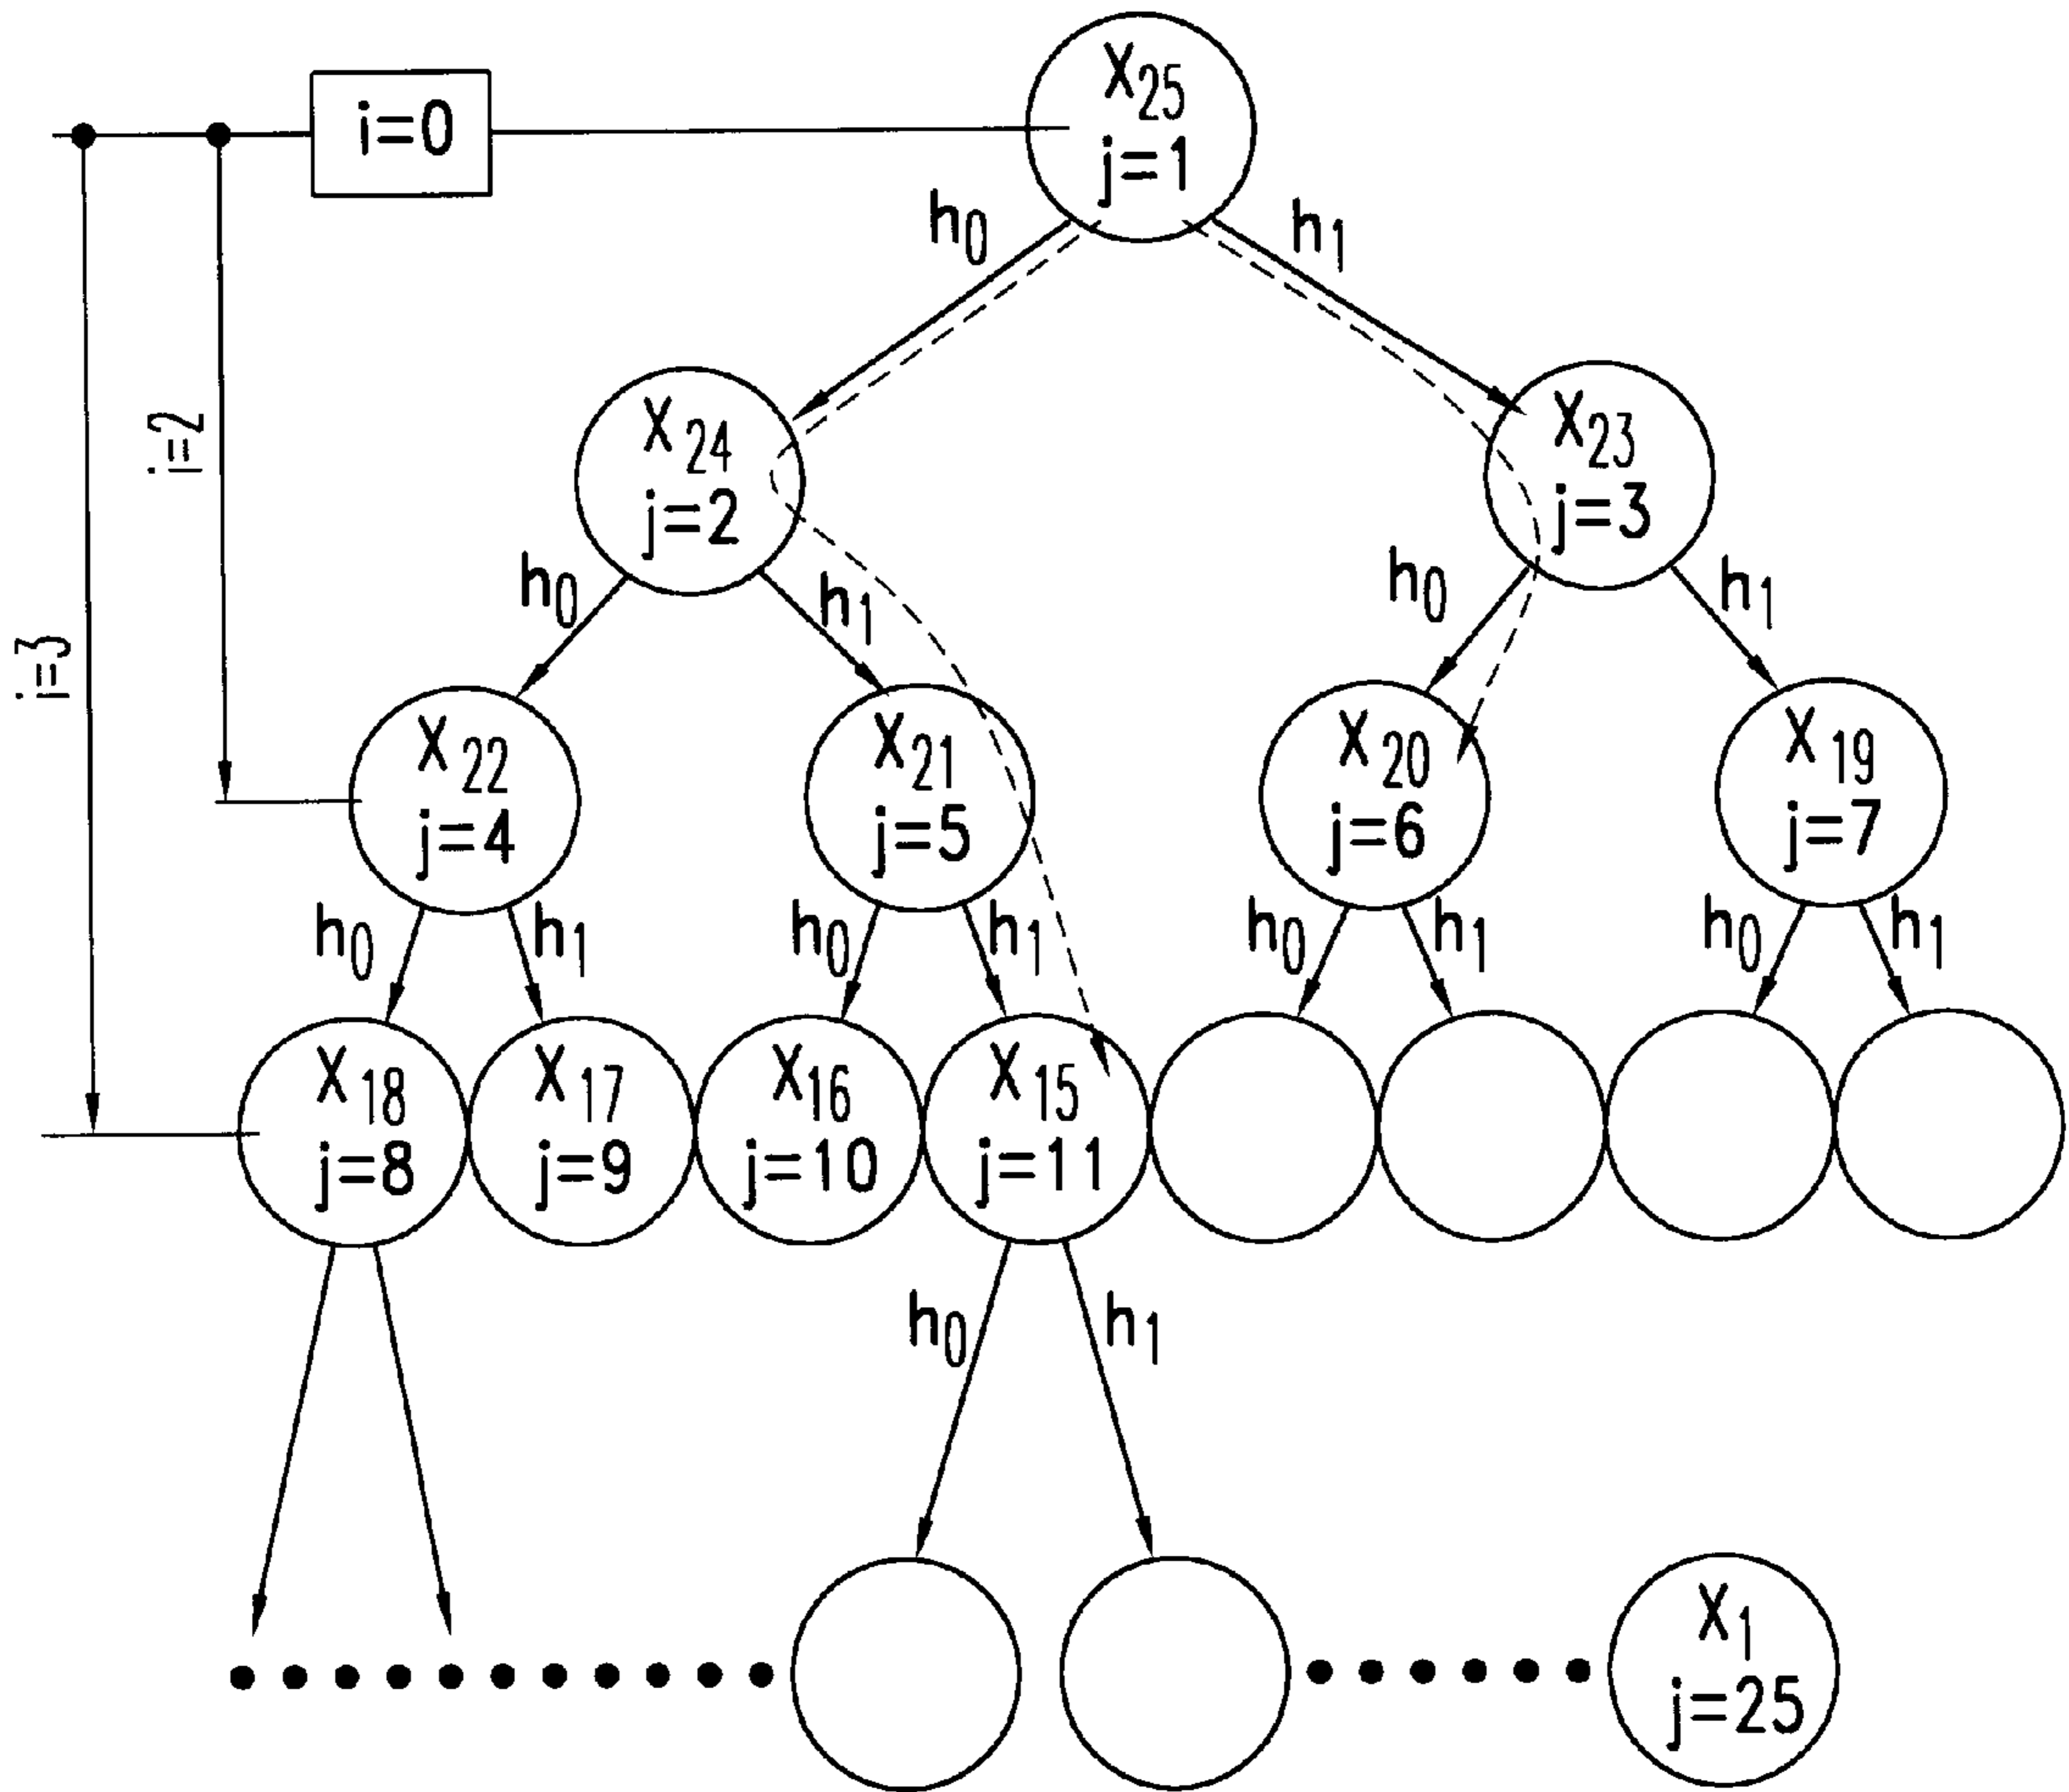 X25
j=1
i=0
h0
h1
X24
j=2
X23
j=3
i=2
h0
h1
h0
h1
i=3
X22
j=4
X21
j=5
X20
j=6
X19
j=7
h0
h1
h0
h1
h0
h1
h0
h1
X18
j=8
X17
j=9
X16
j=10
X15
j=11
h0
h1
X1
j=25